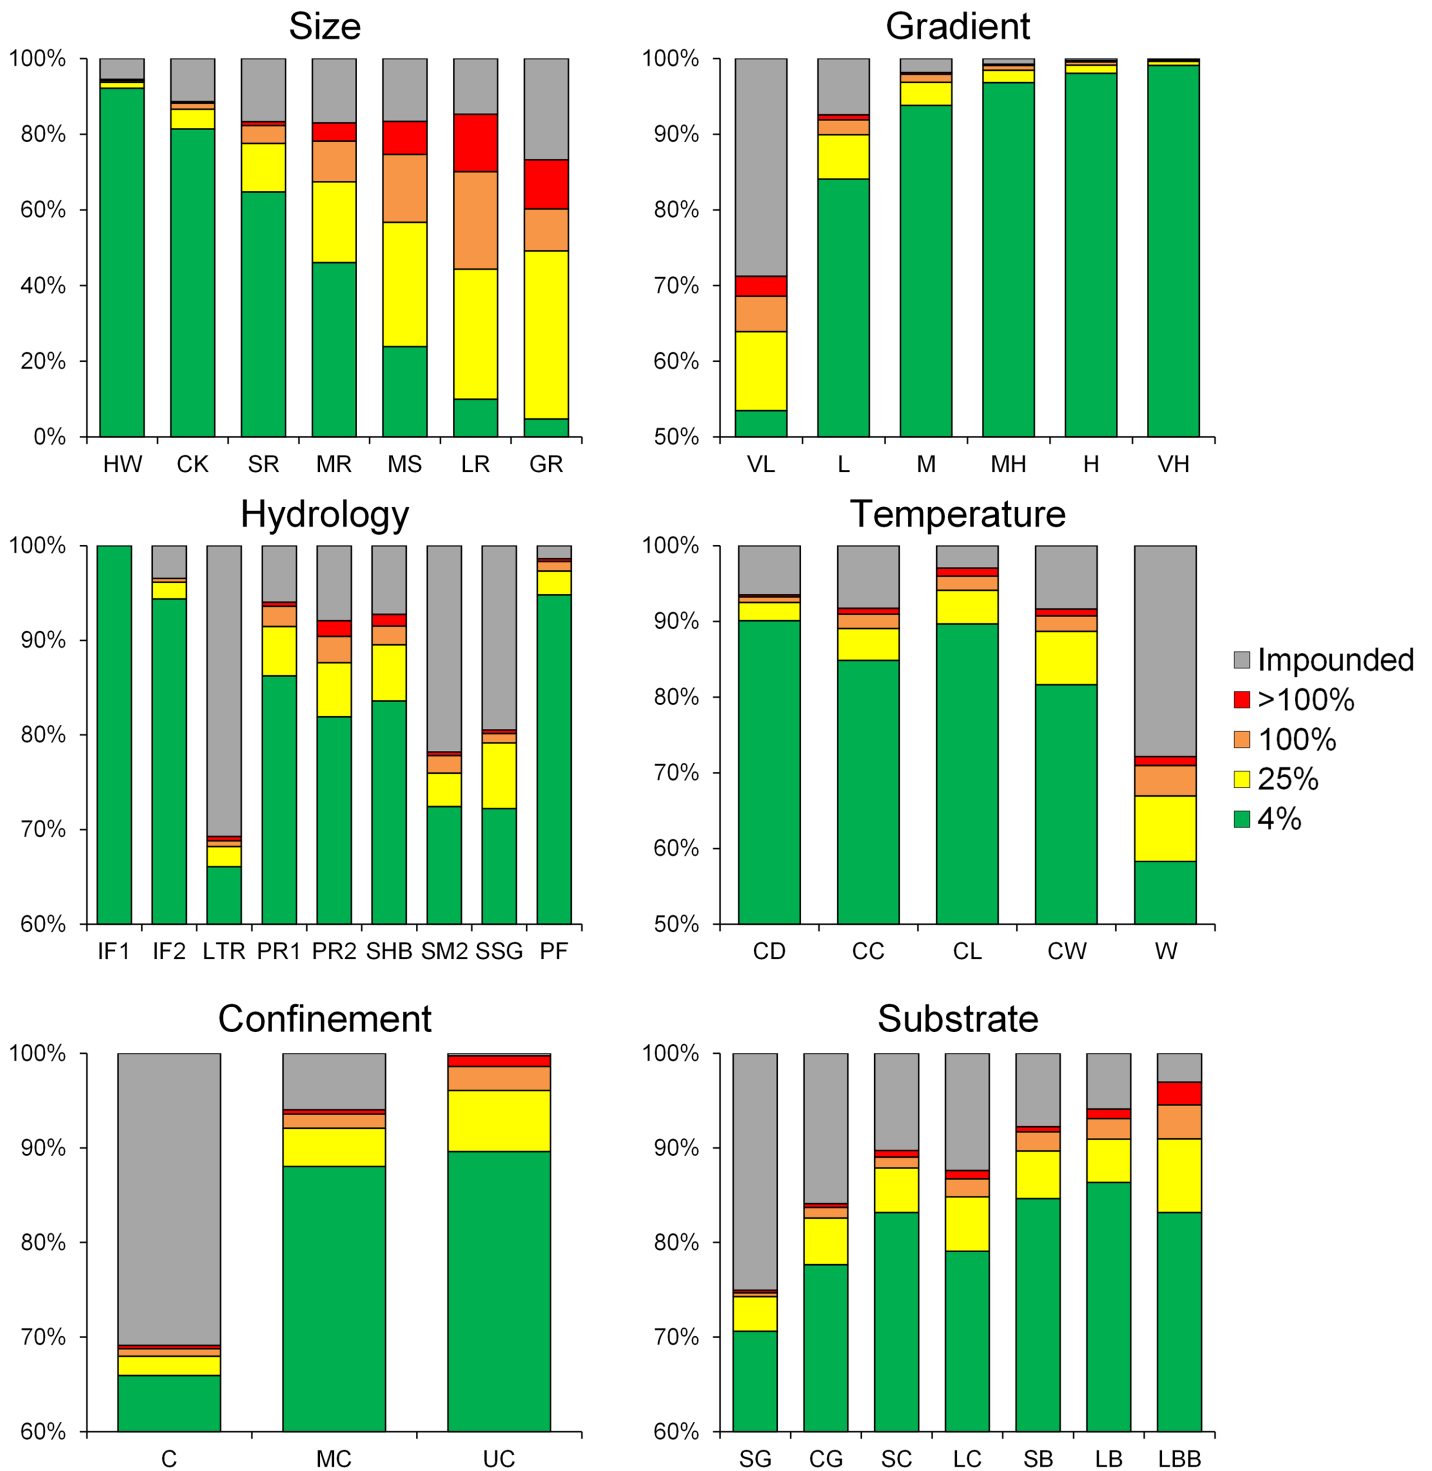 Size
100%
80%
60%
40%
20%
0%
HW CK SR MR MS LR GR
Gradient
100%
90%
80%
70%
60%
50%
VL L M MH H VH
Hydrology
100%
90%
80%
70%
60%
IF1 IF2 LTR PR1 PR2 SHB SM2 SSG PF
Temperature
100%
90%
80%
70%
60%
50%
CD CC CL CW W
Impounded
>100%
100%
25%
4%
Confinement
100%
90%
80%
70%
60%
C MC UC
Substrate
100%
90%
80%
70%
60%
SG CG SC LC SB LB LBB